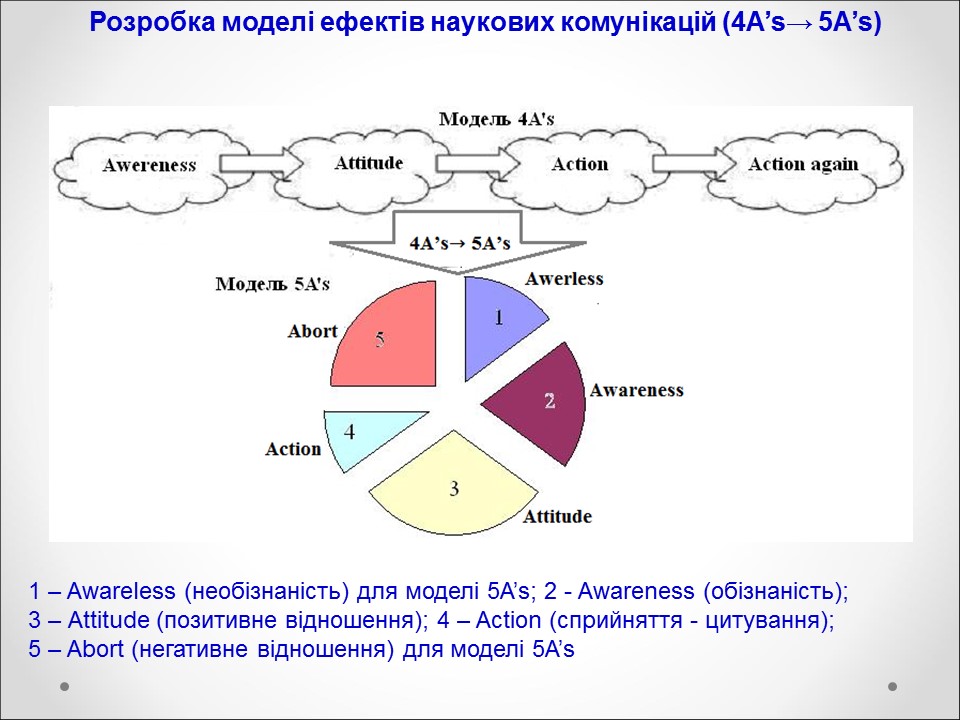 Розробка моделі ефектів наукових комунікацій (4A’s→ 5A’s)
Модель 4A's
Awereness
Attitude
Action
Action again
4A’s→ 5A’s
Модель 5A's
Awerless
1
Abort
5
2
Awareness
4
Action
3
Attitude
1 – Awareless (необізнаність) для моделі 5A’s; 2 - Awareness (обізнаність);
3 – Attitude (позитивне відношення); 4 – Action (сприйняття - цитування);
5 – Abort (негативне відношення) для моделі 5A’s